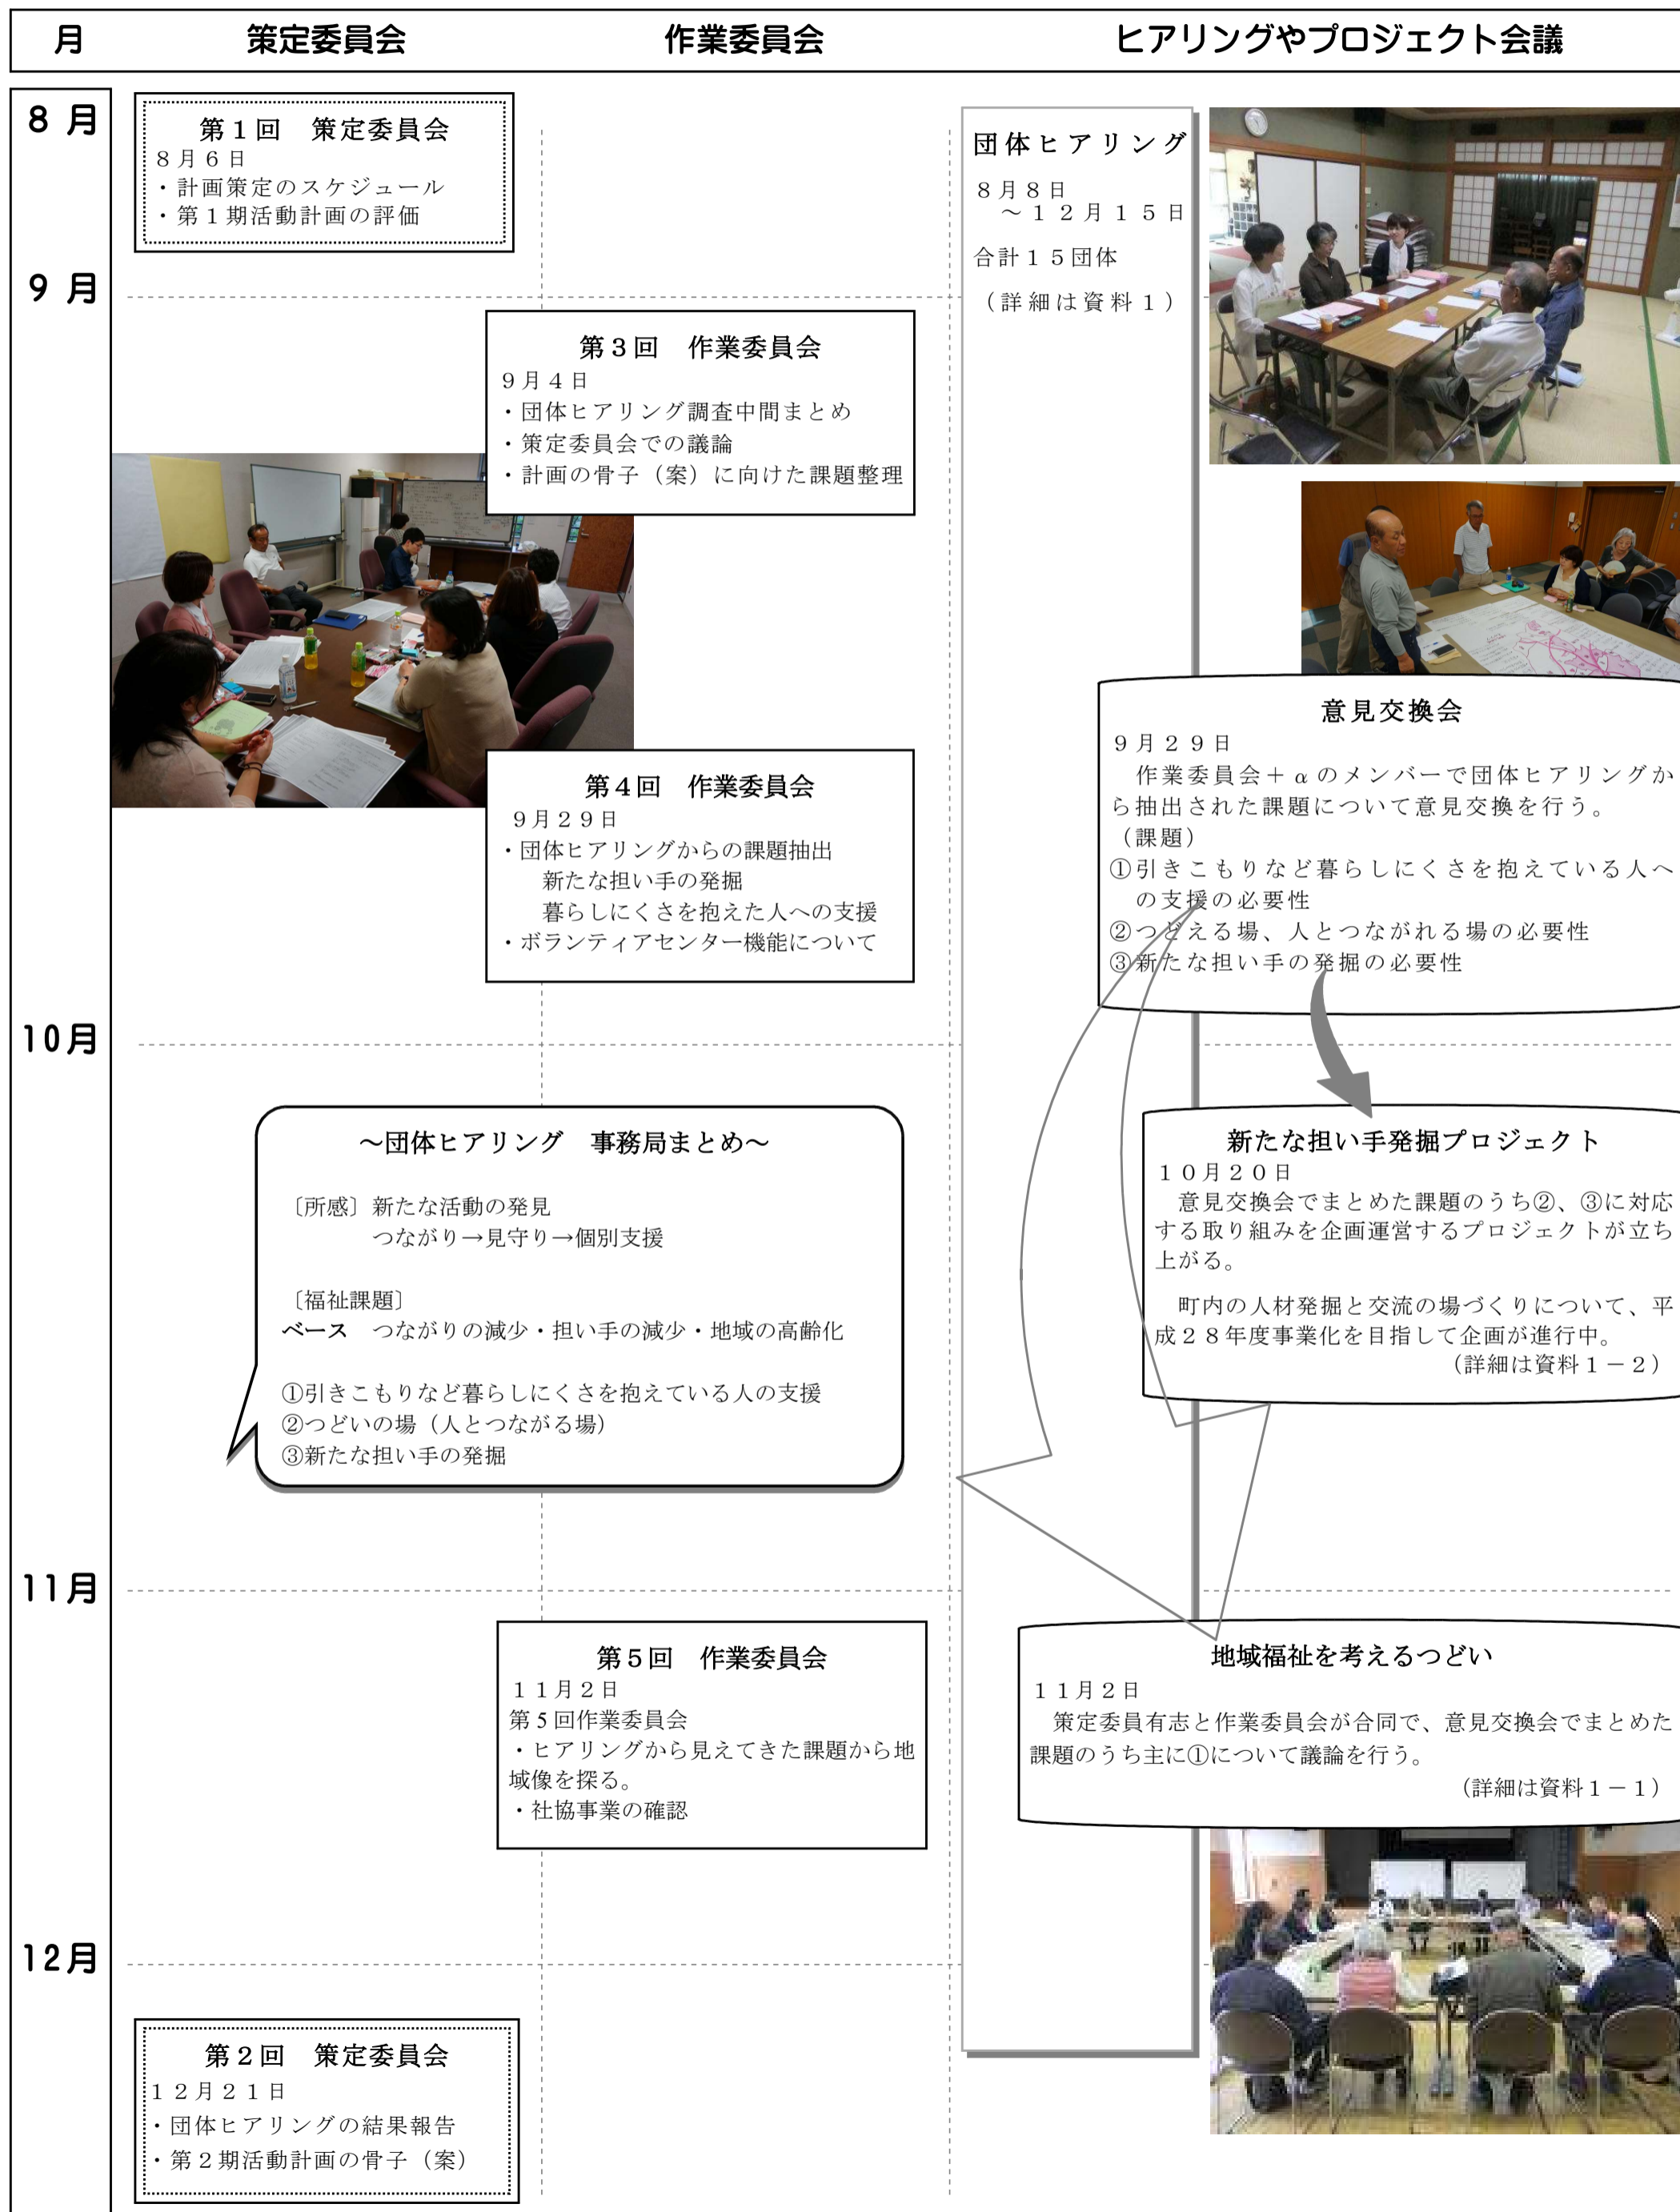 月　策定委員会　作業委員会　ヒアリングやプロジェクト会議
8 月
第１回　策定委員会
８月６日
・計画策定のスケジュール
・第１期活動計画の評価
団体ヒアリング
８月８日
～１２月１５日
合計１５団体
（詳細は資料１）
9 月
第３回　作業委員会
９月４日
・団体ヒアリング調査中間まとめ
・策定委員会での議論
・計画の骨子（案）に向けた課題整理
第４回　作業委員会
９月２９日
・団体ヒアリングからの課題抽出
新たな担い手の発掘
暮らしにくさを抱えた人への支援
・ボランティアセンター機能について
意見交換会
９月２９日
作業委員会＋αのメンバーで団体ヒアリングか
ら抽出された課題について意見交換を行う。
（課題）
①引きこもりなど暮らしにくさを抱えている人へ
の支援の必要性
②つどえる場、人とつながれる場の必要性
③新たな担い手の発掘の必要性
10月
～団体ヒアリング　事務局まとめ～
〔所感〕新たな活動の発見
つながり→見守り→個別支援
〔福祉課題〕
ベース　つながりの減少・担い手の減少・地域の高齢化
①引きこもりなど暮らしにくさを抱えている人の支援
②つどいの場（人とつながる場）
③新たな担い手の発掘
新たな担い手発掘プロジェクト
１０月２０日
意見交換会でまとめた課題のうち②、③に対応
する取り組みを企画運営するプロジェクトが立ち
上がる。
町内の人材発掘と交流の場づくりについて、平
成２８年度事業化を目指して企画が進行中。
（詳細は資料１－２）
11月
第５回　作業委員会
１１月２日
第５回作業委員会
・ヒアリングから見えてきた課題から地
域像を探る。
・社協事業の確認
地域福祉を考えるつどい
１１月２日
策定委員有志と作業委員会が合同で、意見交換会でまとめた
課題のうち主に①について議論を行う。
（詳細は資料１－１）
12月
第２回　策定委員会
１２月２１日
・団体ヒアリングの結果報告
・第２期活動計画の骨子（案）